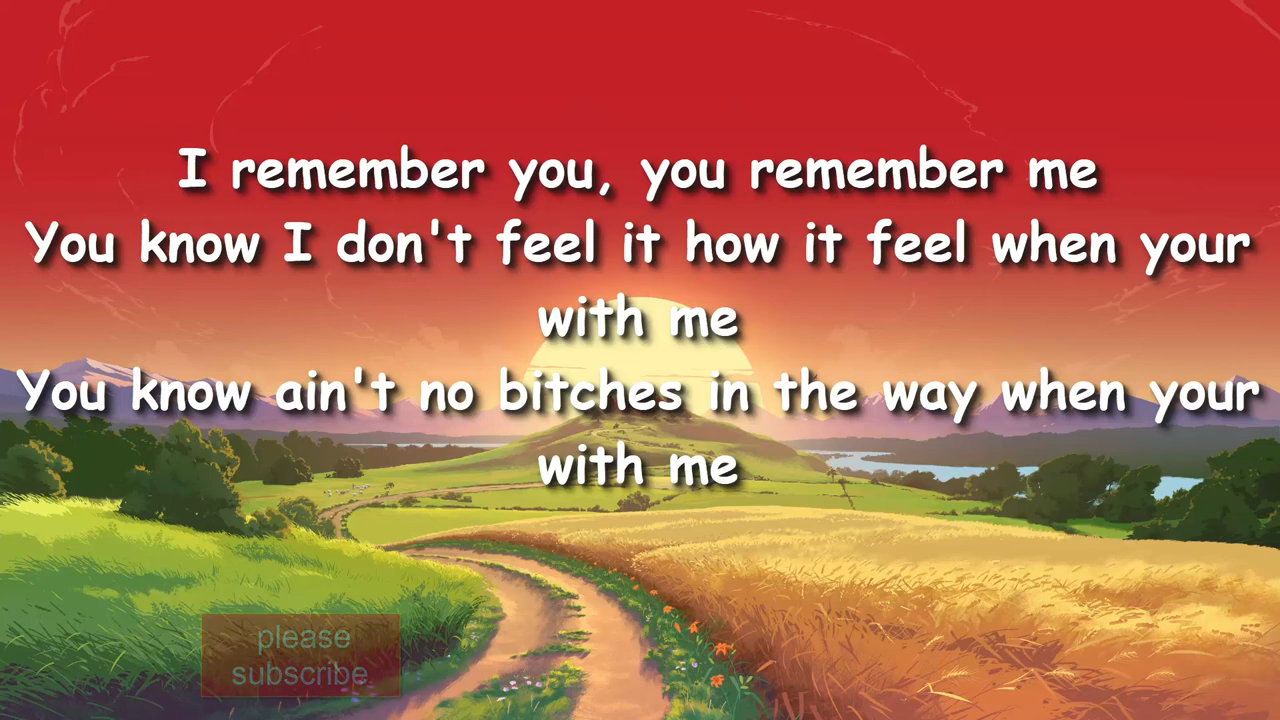 I remember you, you remember me
You know I don't feel it how it feel when your
with me
You know ain't no bitches in the way when your
with me
please
subscribe